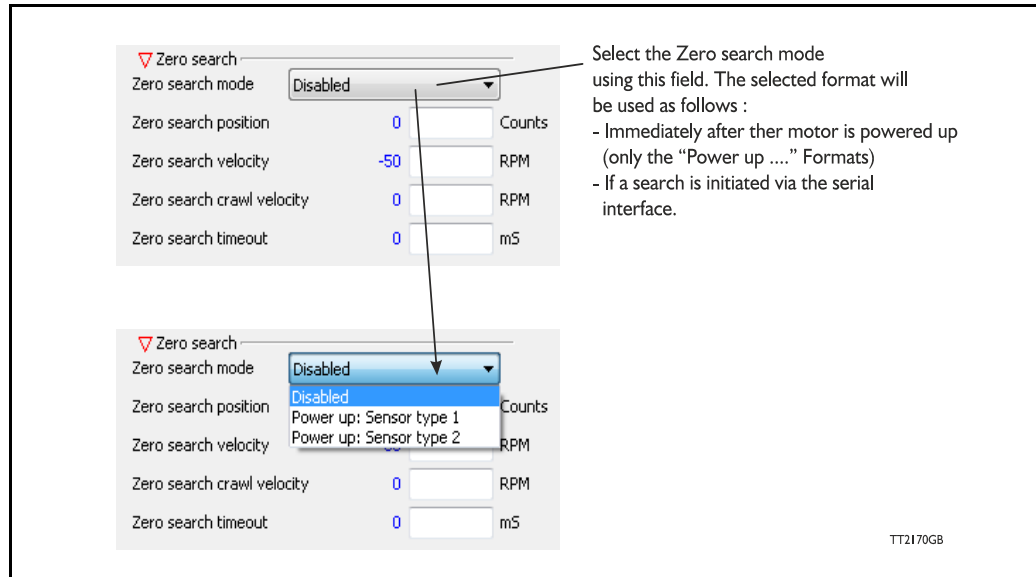 Zero search
Zero search mode Disabled
Zero search position 0 Counts
Zero search velocity -50 RPM
Zero search crawl velocity 0 RPM
Zero search timeout 0 mS
Select the Zero search mode
using this field. The selected format will
be used as follows :
- Immediately after ther motor is powered up
(only the “Power up ....” Formats)
- If a search is initiated via the serial
interface.
Zero search
Zero search mode Disabled
Disabled
Zero search position Counts
Power up: Sensor type 1
Power up: Sensor type 2
Zero search velocity RPM
Zero search crawl velocity 0 RPM
Zero search timeout 0 mS
TT2170GB